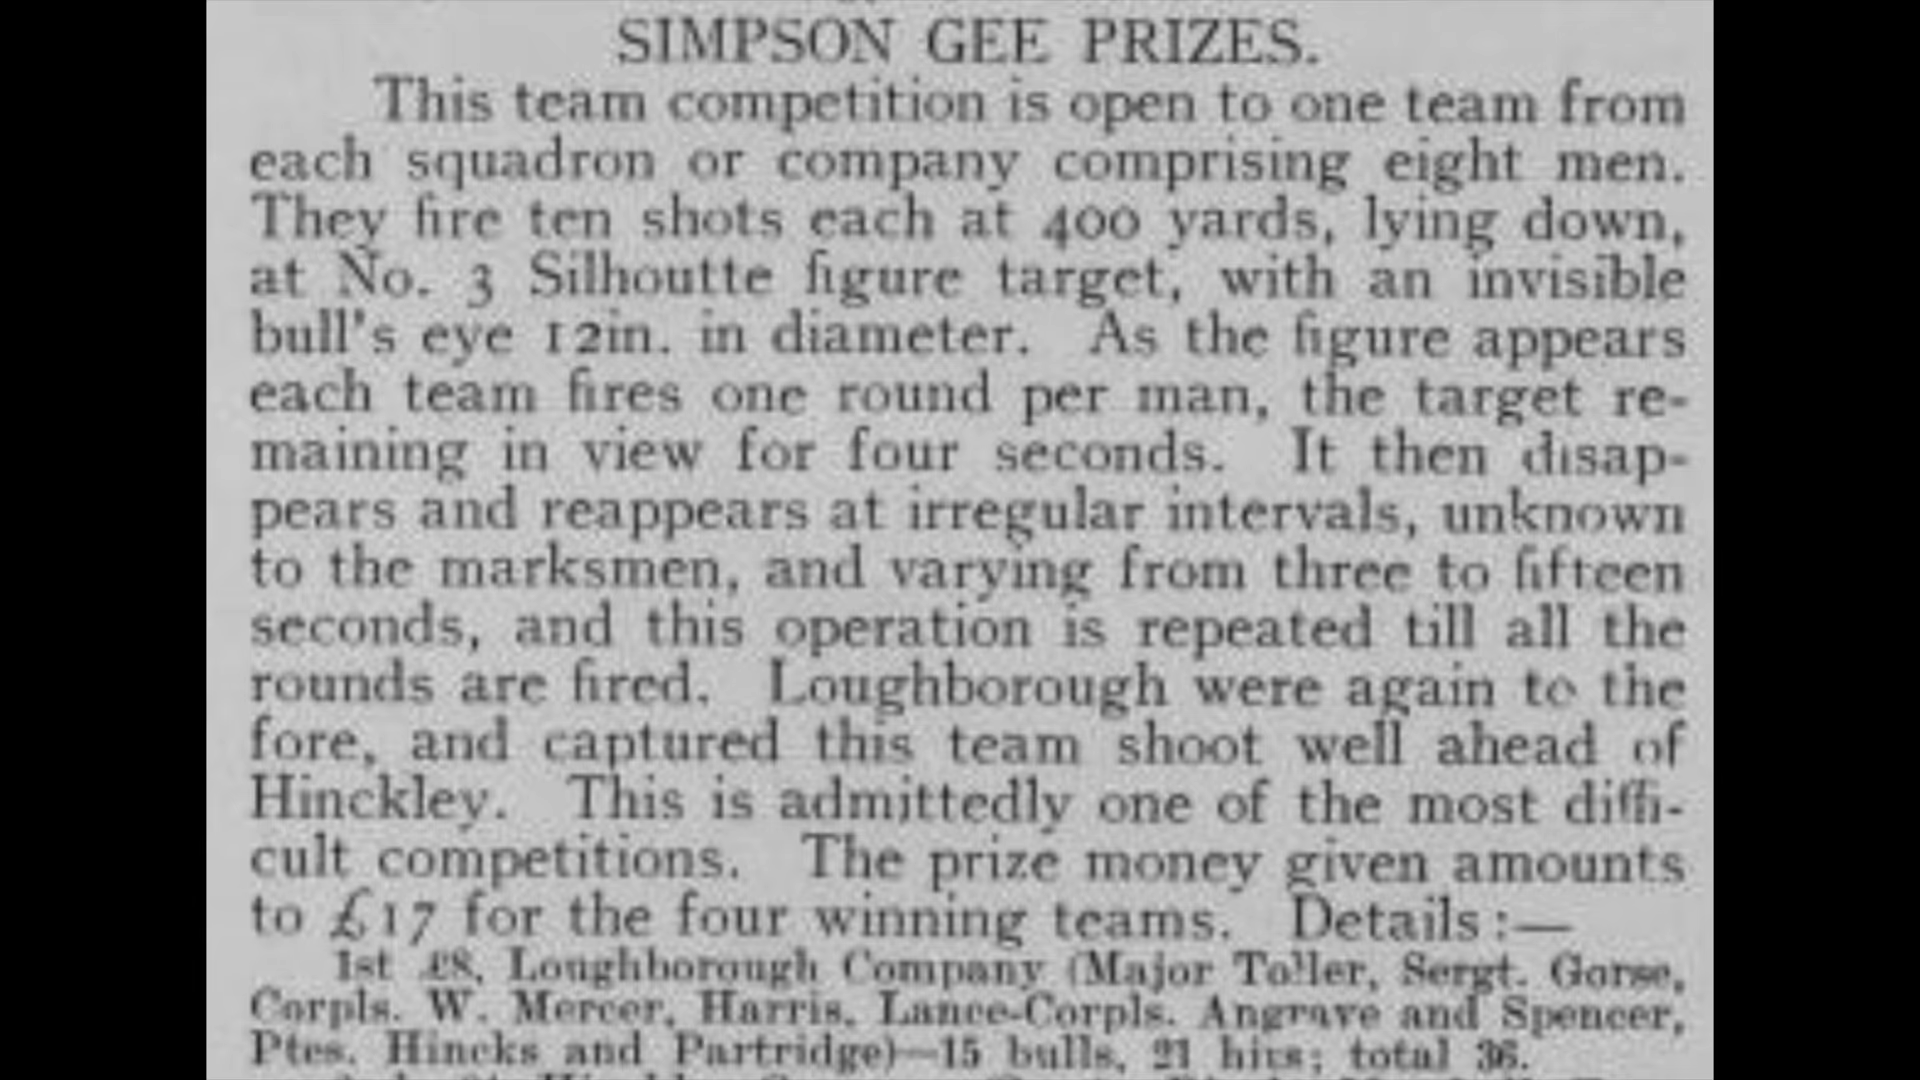 SIMPSON GEE PRIZES.
This team competition is open to one team from
each squadron or company comprising eight men.
They fire ten shots each at 400 yards, lying down,
at No. 3 Silhoutte figure target, with an invisible
bull's eye 12in. in diameter. As the figure appears
each team fires one round per man, the target re-
maining in view for four seconds. It then disap-
pears and reappears at irregular intervals, unknown
to the marksmen, and varying from three to fifteen
seconds, and this operation is repeated till all the
rounds are fired. Loughborough were again to the
fore, and captured this team shoot well ahead of
Hinckley. This is admittedly one of the most diffi-
cult competitions. The prize money given amounts
to £17 for the four winning teams. Details :—
1st £8, Loughborough Company (Major Toller, Sergt. Gorse,
Corpls. W. Mercer, Harris, Lance-Corpls. Angrave and Spencer,
Ptes. Hincks and Partridge)—15 bulls, 21 hits; total 36.